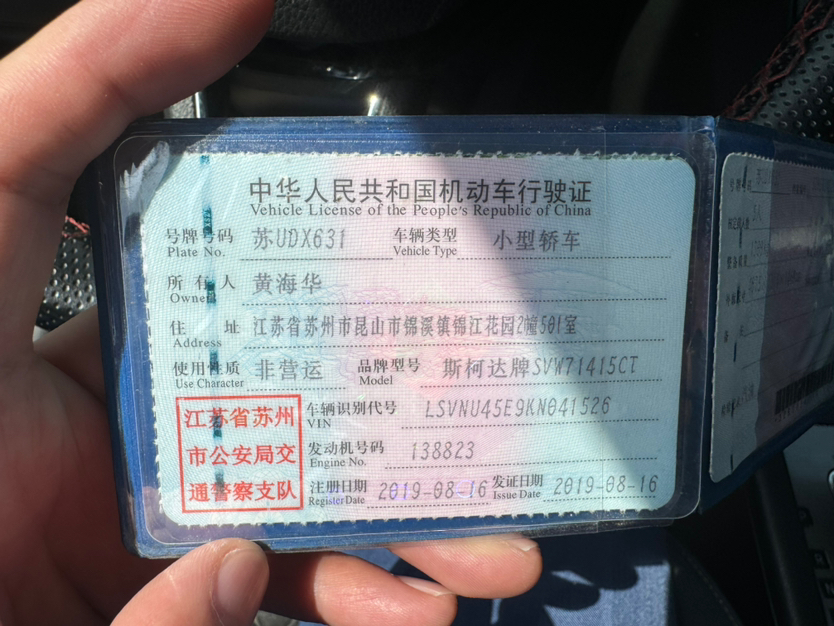 中华人民共和国机动车行驶证
Vehicle License of the People's Republic of China
号牌号码 苏UDX631 车辆类型 小型轿车
Plate No. Vehicle Type
所有人 黄海华
Owner
住址 江苏省苏州市昆山市锦溪镇锦江花园2幢501室
Address
使用性质 非营运 品牌型号 斯柯达牌SVW71415CT
Use Character Model
江苏省苏州
市公安局交
通警察支队
车辆识别代号 LSVNU45E9KN041526
VIN
发动机号码 138823
Engine No.
注册日期 2019-08-16 发证日期 2019-08-16
Register Date Issue Date